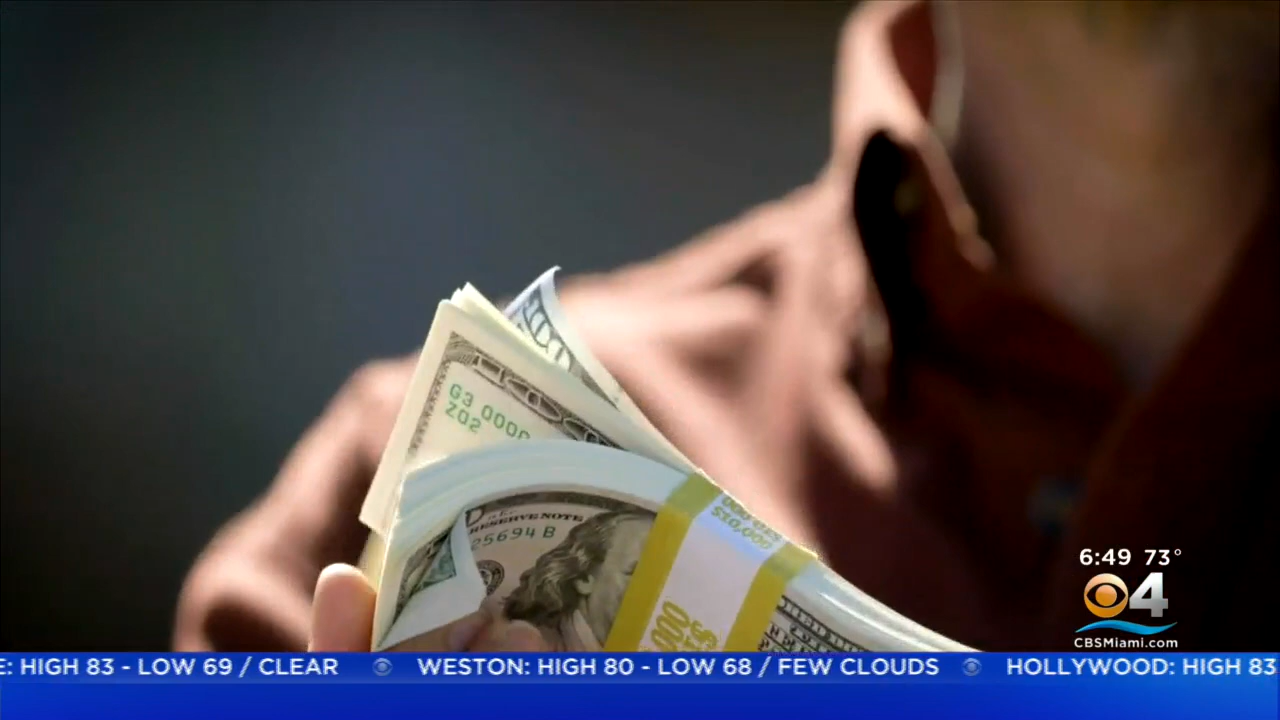 G3 0000
Z02
RESERVE NOTE
25694 B
$10,000
6:49 73°
4
CBSMiami.com
E: HIGH 83 - LOW 69 / CLEAR WESTON: HIGH 80 - LOW 68 / FEW CLOUDS HOLLYWOOD: HIGH 83